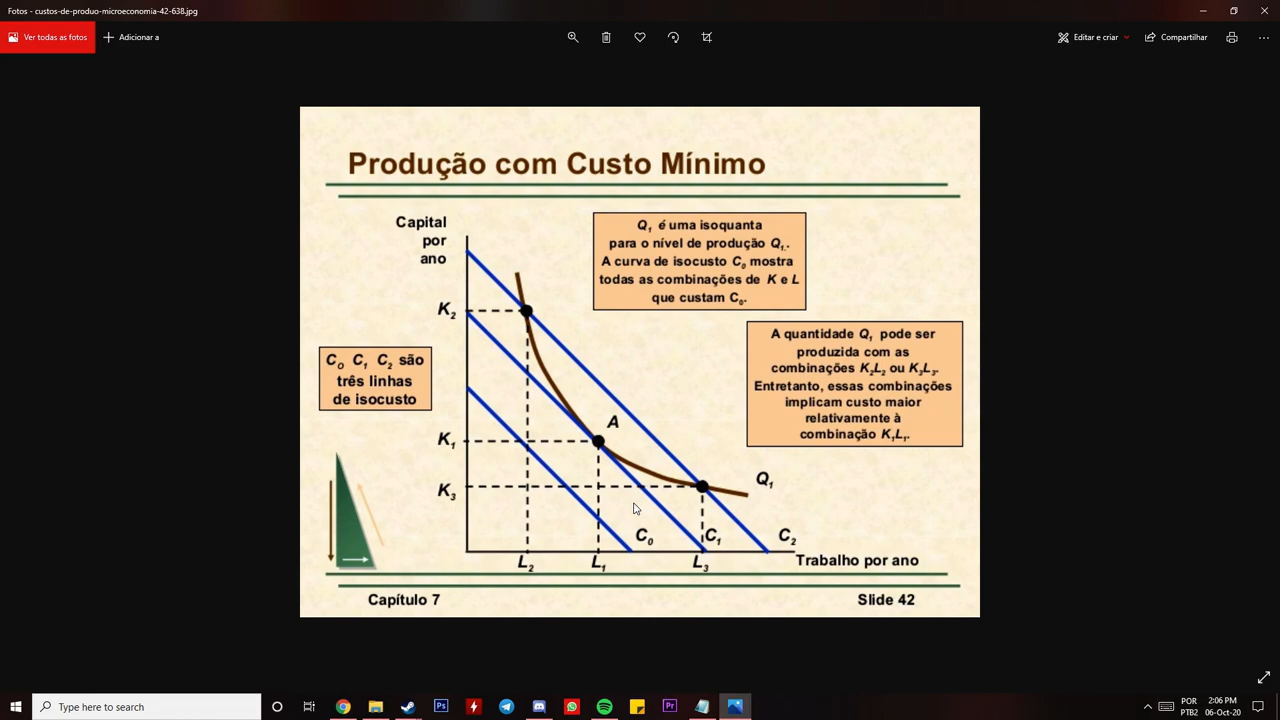 Fotos - custos-de-produo-microeconomia-42-638.jpg
Ver todas as fotos
Adicionar a
Editar e criar
Compartilhar
Produção com Custo Mínimo
Capital
por
ano
Q₁ é uma isoquanta
para o nível de produção Q₁.
A curva de isocusto C₀ mostra
todas as combinações de K e L
que custam C₀.
A quantidade Q₁ pode ser
produzida com as
combinações K₂L₂ ou K₃L₃.
Entretanto, essas combinações
implicam custo maior
relativamente à
combinação K₁L₁.
C₀ C₁ C₂ são
três linhas
de isocusto
K₂
A
K₁
K₃
Q₁
C₀
C₁
C₂
L₂
L₁
L₃
Trabalho por ano
Capítulo 7
Slide 42
Type here to search
Ps
Pr
POR
PTB2
2:06 PM
06-Oct-20